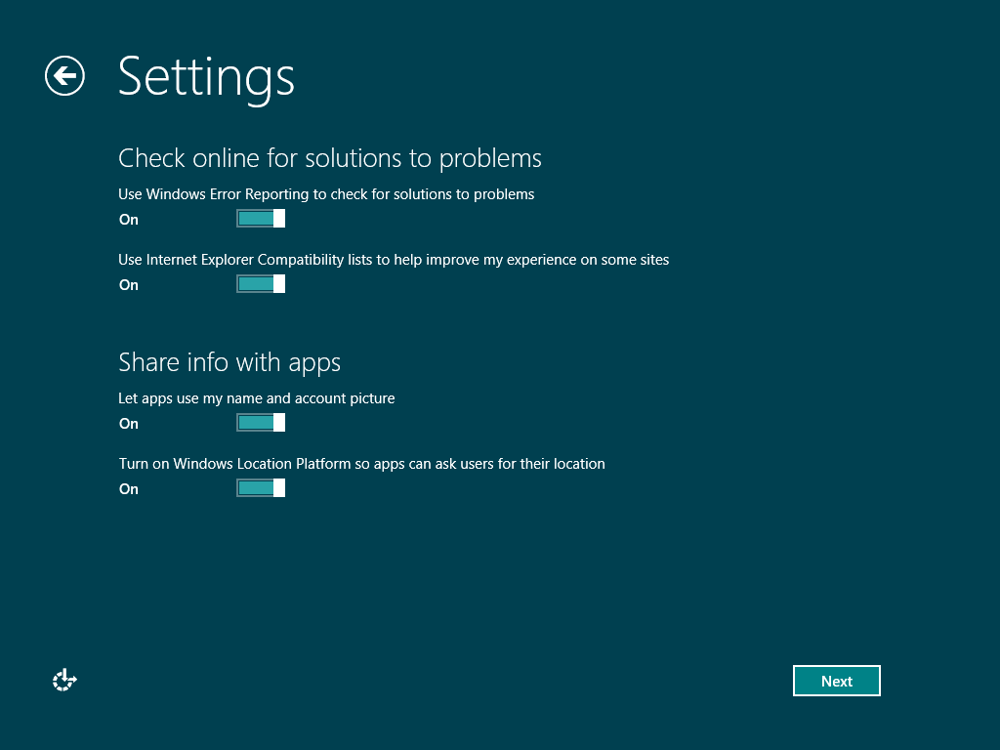 Settings
Check online for solutions to problems
Use Windows Error Reporting to check for solutions to problems
On
Use Internet Explorer Compatibility lists to help improve my experience on some sites
On
Share info with apps
Let apps use my name and account picture
On
Turn on Windows Location Platform so apps can ask users for their location
On
Next